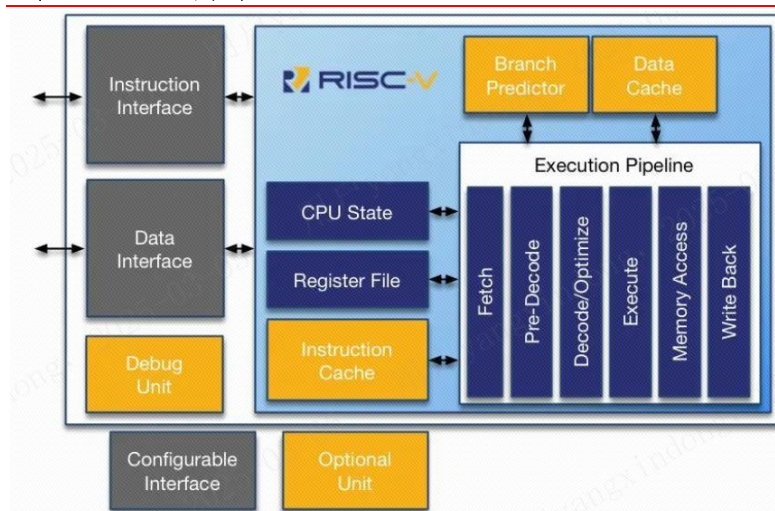 Instruction
Interface
Data
Interface
Debug
Unit
RISC-V
Branch
Predictor
Data
Cache
CPU State
Register File
Instruction
Cache
Execution Pipeline
Fetch
Pre-Decode
Decode/Optimize
Execute
Memory Access
Write Back
Configurable
Interface
Optional
Unit